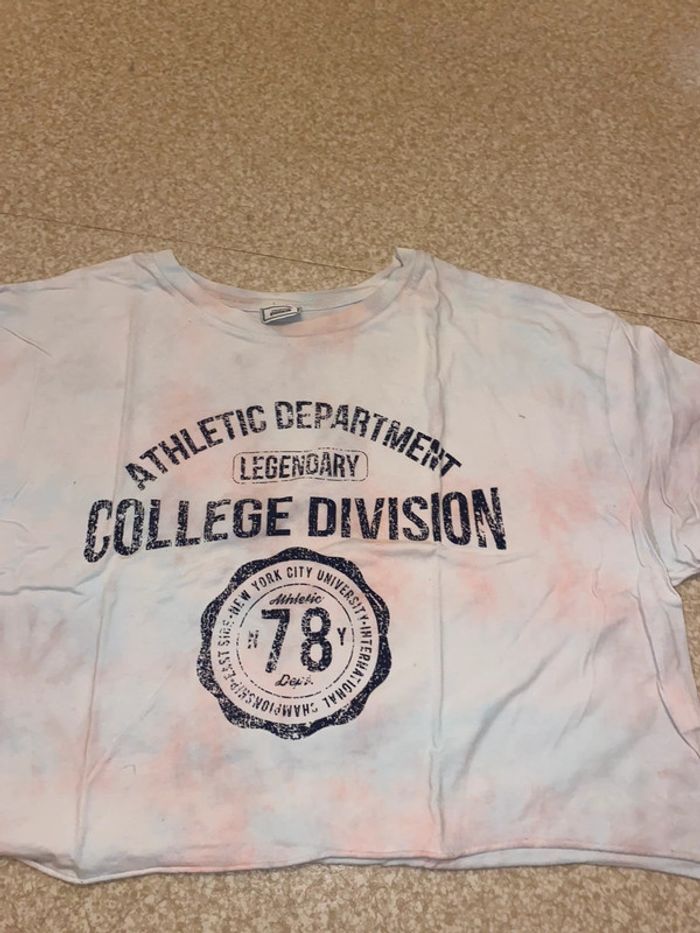 ATHLETIC DEPARTMENT
LEGENDARY
COLLEGE DIVISION
EAST SIDE•NEW YORK CITY UNIVERSITY•INTERNATIONAL CHAMPIONSHIP•
Athletic
N 78 Y
Dept.